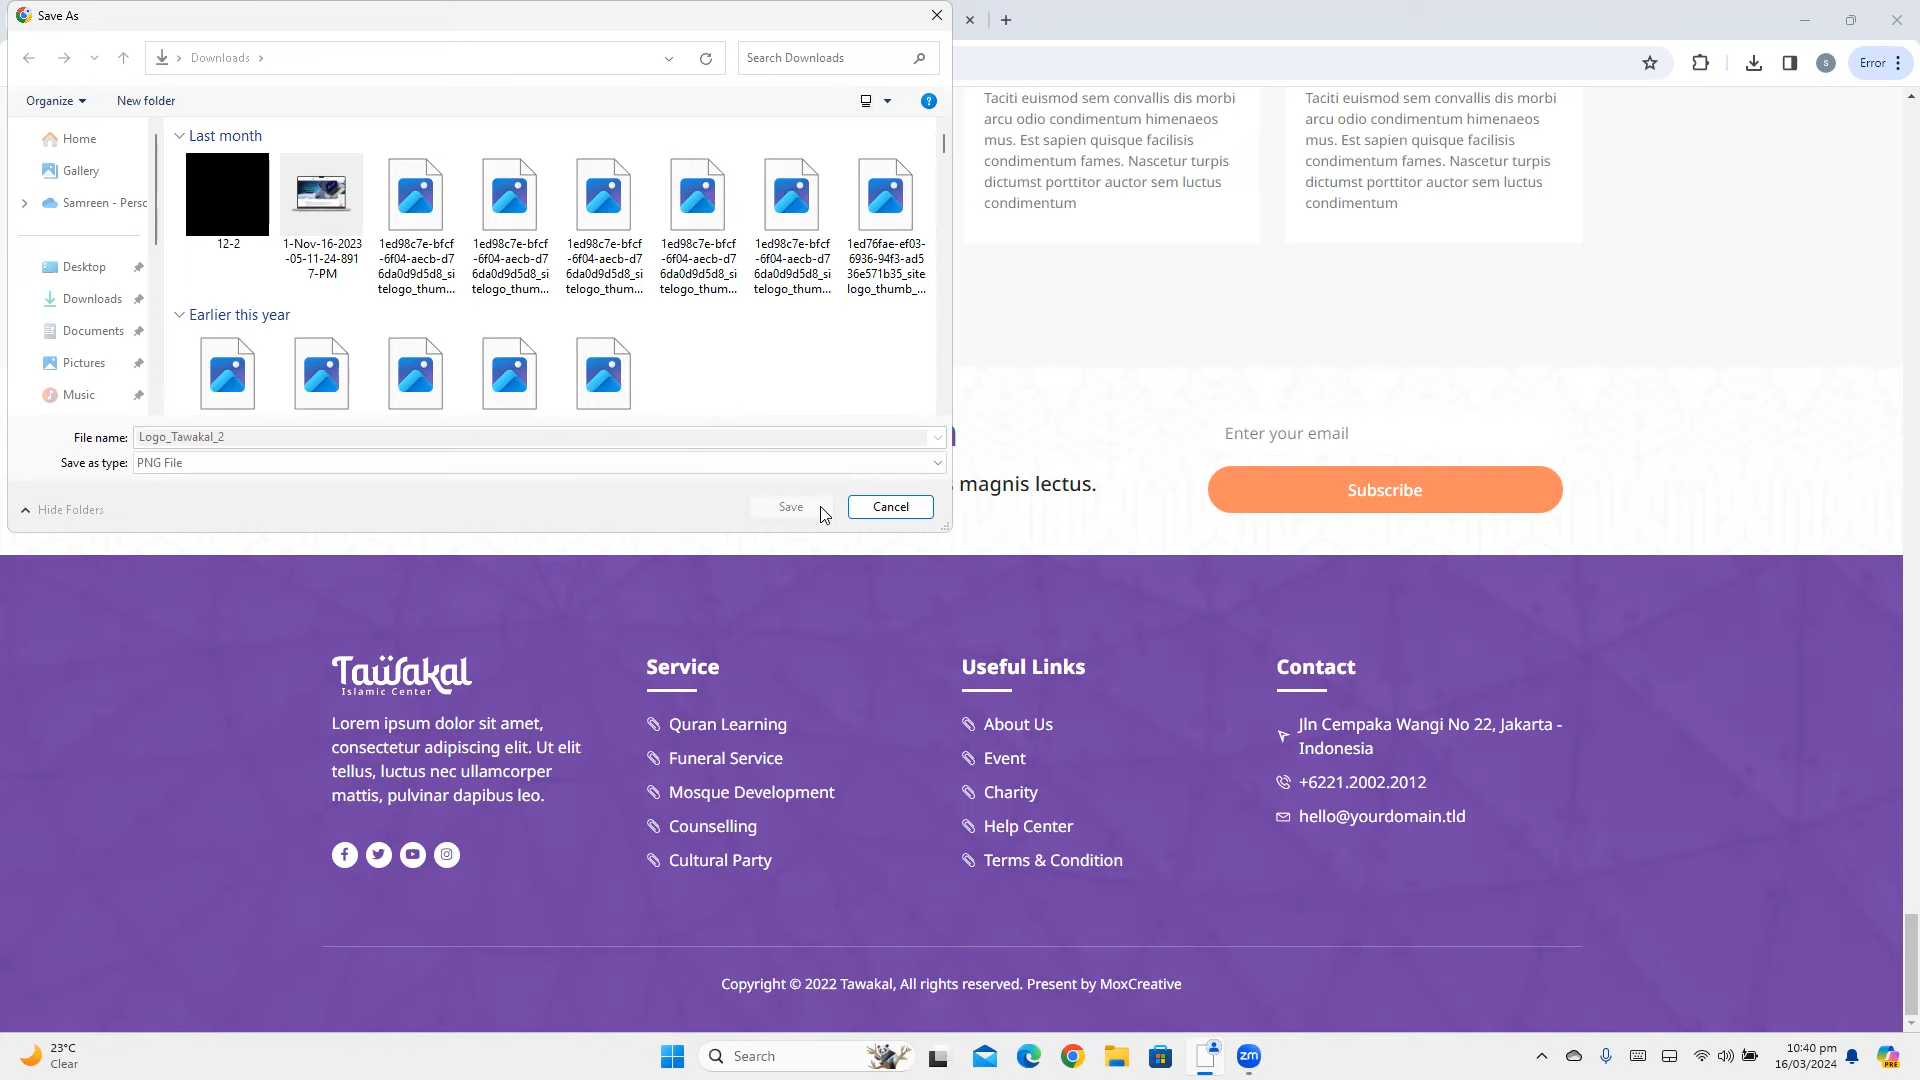 Save As
Downloads
Search Downloads
Organize
New folder
Home
Gallery
Samreen - Persc
Desktop
Downloads
Documents
Pictures
Music
Last month
12-2
1-Nov-16-2023
-05-11-24-891
7-PM
1ed98c7e-bfcf
-6f04-aecb-d7
6da0d9d5d8_si
telogo_thum...
1ed98c7e-bfcf
-6f04-aecb-d7
6da0d9d5d8_si
telogo_thum...
1ed98c7e-bfcf
-6f04-aecb-d7
6da0d9d5d8_si
telogo_thum...
1ed98c7e-bfcf
-6f04-aecb-d7
6da0d9d5d8_si
telogo_thum...
1ed98c7e-bfcf
-6f04-aecb-d7
6da0d9d5d8_si
telogo_thum...
1ed76fae-ef03-
6936-94f3-ad5
36e571b35_site
logo_thumb_...
Earlier this year
File name: Logo_Tawakal_2
Save as type: PNG File
Hide Folders
Save
Cancel
S
Error
Taciti euismod sem convallis dis morbi
arcu odio condimentum himenaeos
mus. Est sapien quisque facilisis
condimentum fames. Nascetur turpis
dictumst porttitor auctor sem luctus
condimentum
Taciti euismod sem convallis dis morbi
arcu odio condimentum himenaeos
mus. Est sapien quisque facilisis
condimentum fames. Nascetur turpis
dictumst porttitor auctor sem luctus
condimentum
magnis lectus.
Enter your email
Subscribe
Tawakal
Islamic Center
Lorem ipsum dolor sit amet,
consectetur adipiscing elit. Ut elit
tellus, luctus nec ullamcorper
mattis, pulvinar dapibus leo.
Service
Quran Learning
Funeral Service
Mosque Development
Counselling
Cultural Party
Useful Links
About Us
Event
Charity
Help Center
Terms & Condition
Contact
Jln Cempaka Wangi No 22, Jakarta -
Indonesia
+6221.2002.2012
hello@yourdomain.tld
Copyright © 2022 Tawakal, All rights reserved. Present by MoxCreative
23°C
Clear
Search
zm
10:40 pm
16/03/2024
PRE